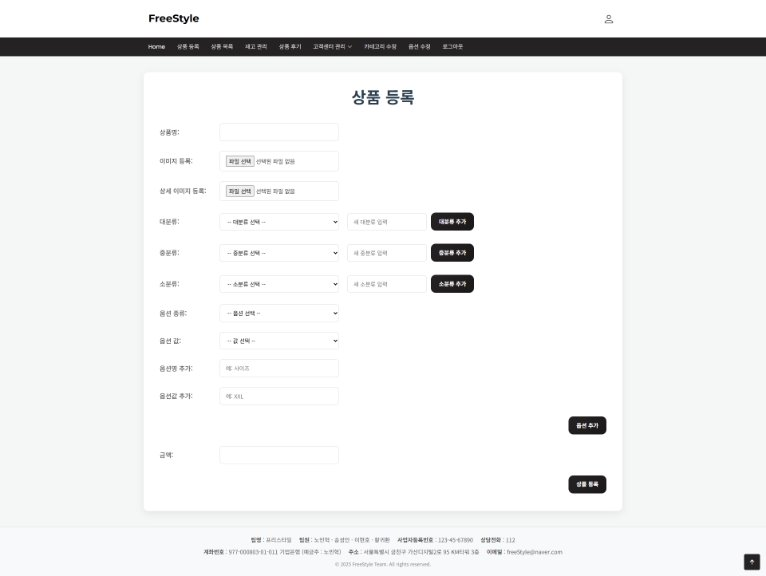 FreeStyle
Home 상품 등록 상품 목록 재고 관리 상품 후기 고객센터 관리 카테고리 수정 옵션 수정 로그아웃
상품 등록
상품명:
이미지 등록: 파일 선택 선택된 파일 없음
상세 이미지 등록: 파일 선택 선택된 파일 없음
대분류: -- 대분류 선택 -- 새 대분류 입력 대분류 추가
중분류: -- 중분류 선택 -- 새 중분류 입력 중분류 추가
소분류: -- 소분류 선택 -- 새 소분류 입력 소분류 추가
옵션 종류: -- 옵션 선택 --
옵션 값: -- 값 선택 --
옵션명 추가: 예: 사이즈
옵션값 추가: 예: XXL
옵션 추가
금액:
상품 등록
팀명 : 프리스타일 팀원 : 노민혁 · 송성민 · 이현호 · 황귀환 사업자등록번호 : 123-45-67890 상담전화 : 112
계좌번호 : 977-000803-01-011 기업은행 (예금주 : 노민혁) 주소 : 서울특별시 금천구 가산디지털2로 95 KM타워 3층 이메일 : freeStyle@naver.com
© 2025 FreeStyle Team. All rights reserved.